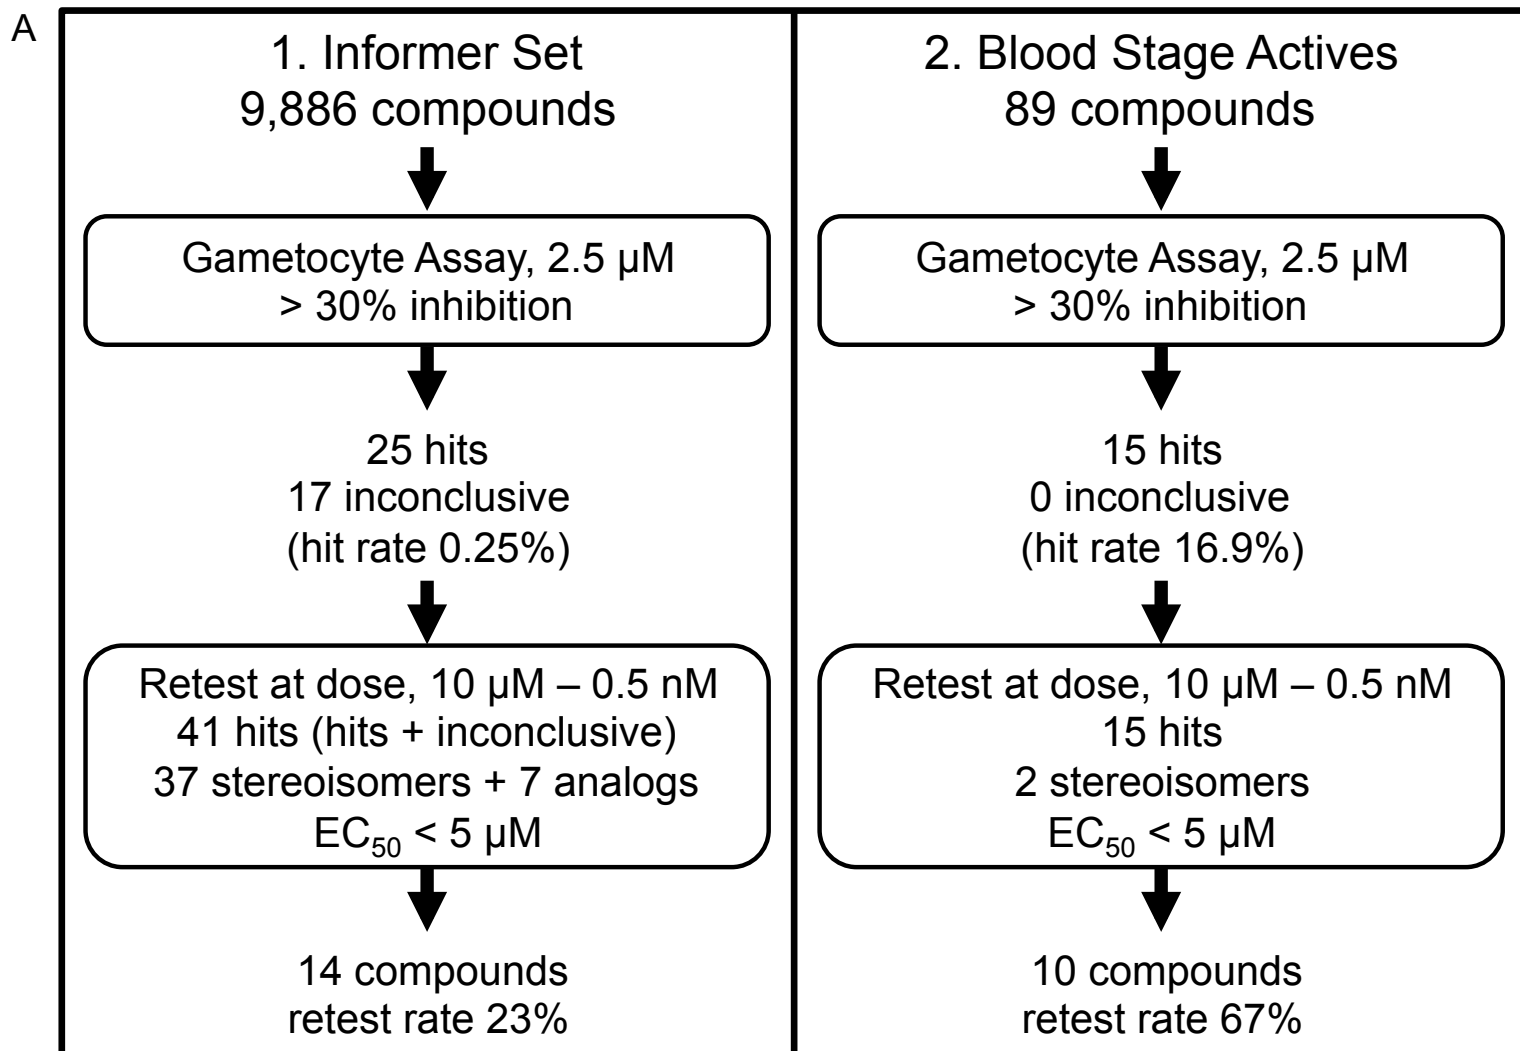 A
1. Informer Set
9,886 compounds
Gametocyte Assay, 2.5 µM
> 30% inhibition
25 hits
17 inconclusive
(hit rate 0.25%)
Retest at dose, 10 µM – 0.5 nM
41 hits (hits + inconclusive)
37 stereoisomers + 7 analogs
EC50 < 5 µM
14 compounds
retest rate 23%
2. Blood Stage Actives
89 compounds
Gametocyte Assay, 2.5 µM
> 30% inhibition
15 hits
0 inconclusive
(hit rate 16.9%)
Retest at dose, 10 µM – 0.5 nM
15 hits
2 stereoisomers
EC50 < 5 µM
10 compounds
retest rate 67%